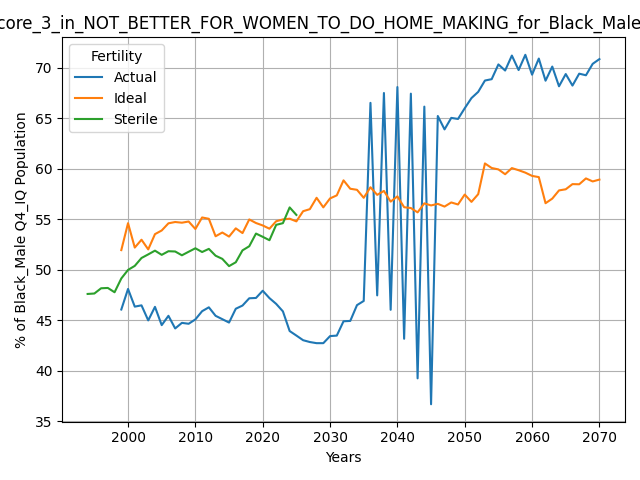 core_3_in_NOT_BETTER_FOR_WOMEN_TO_DO_HOME_MAKING_for_Black_Male
Fertility
Actual
Ideal
Sterile
% of Black_Male Q4_IQ Population
70
65
60
55
50
45
40
35
2000
2010
2020
2030
2040
2050
2060
2070
Years